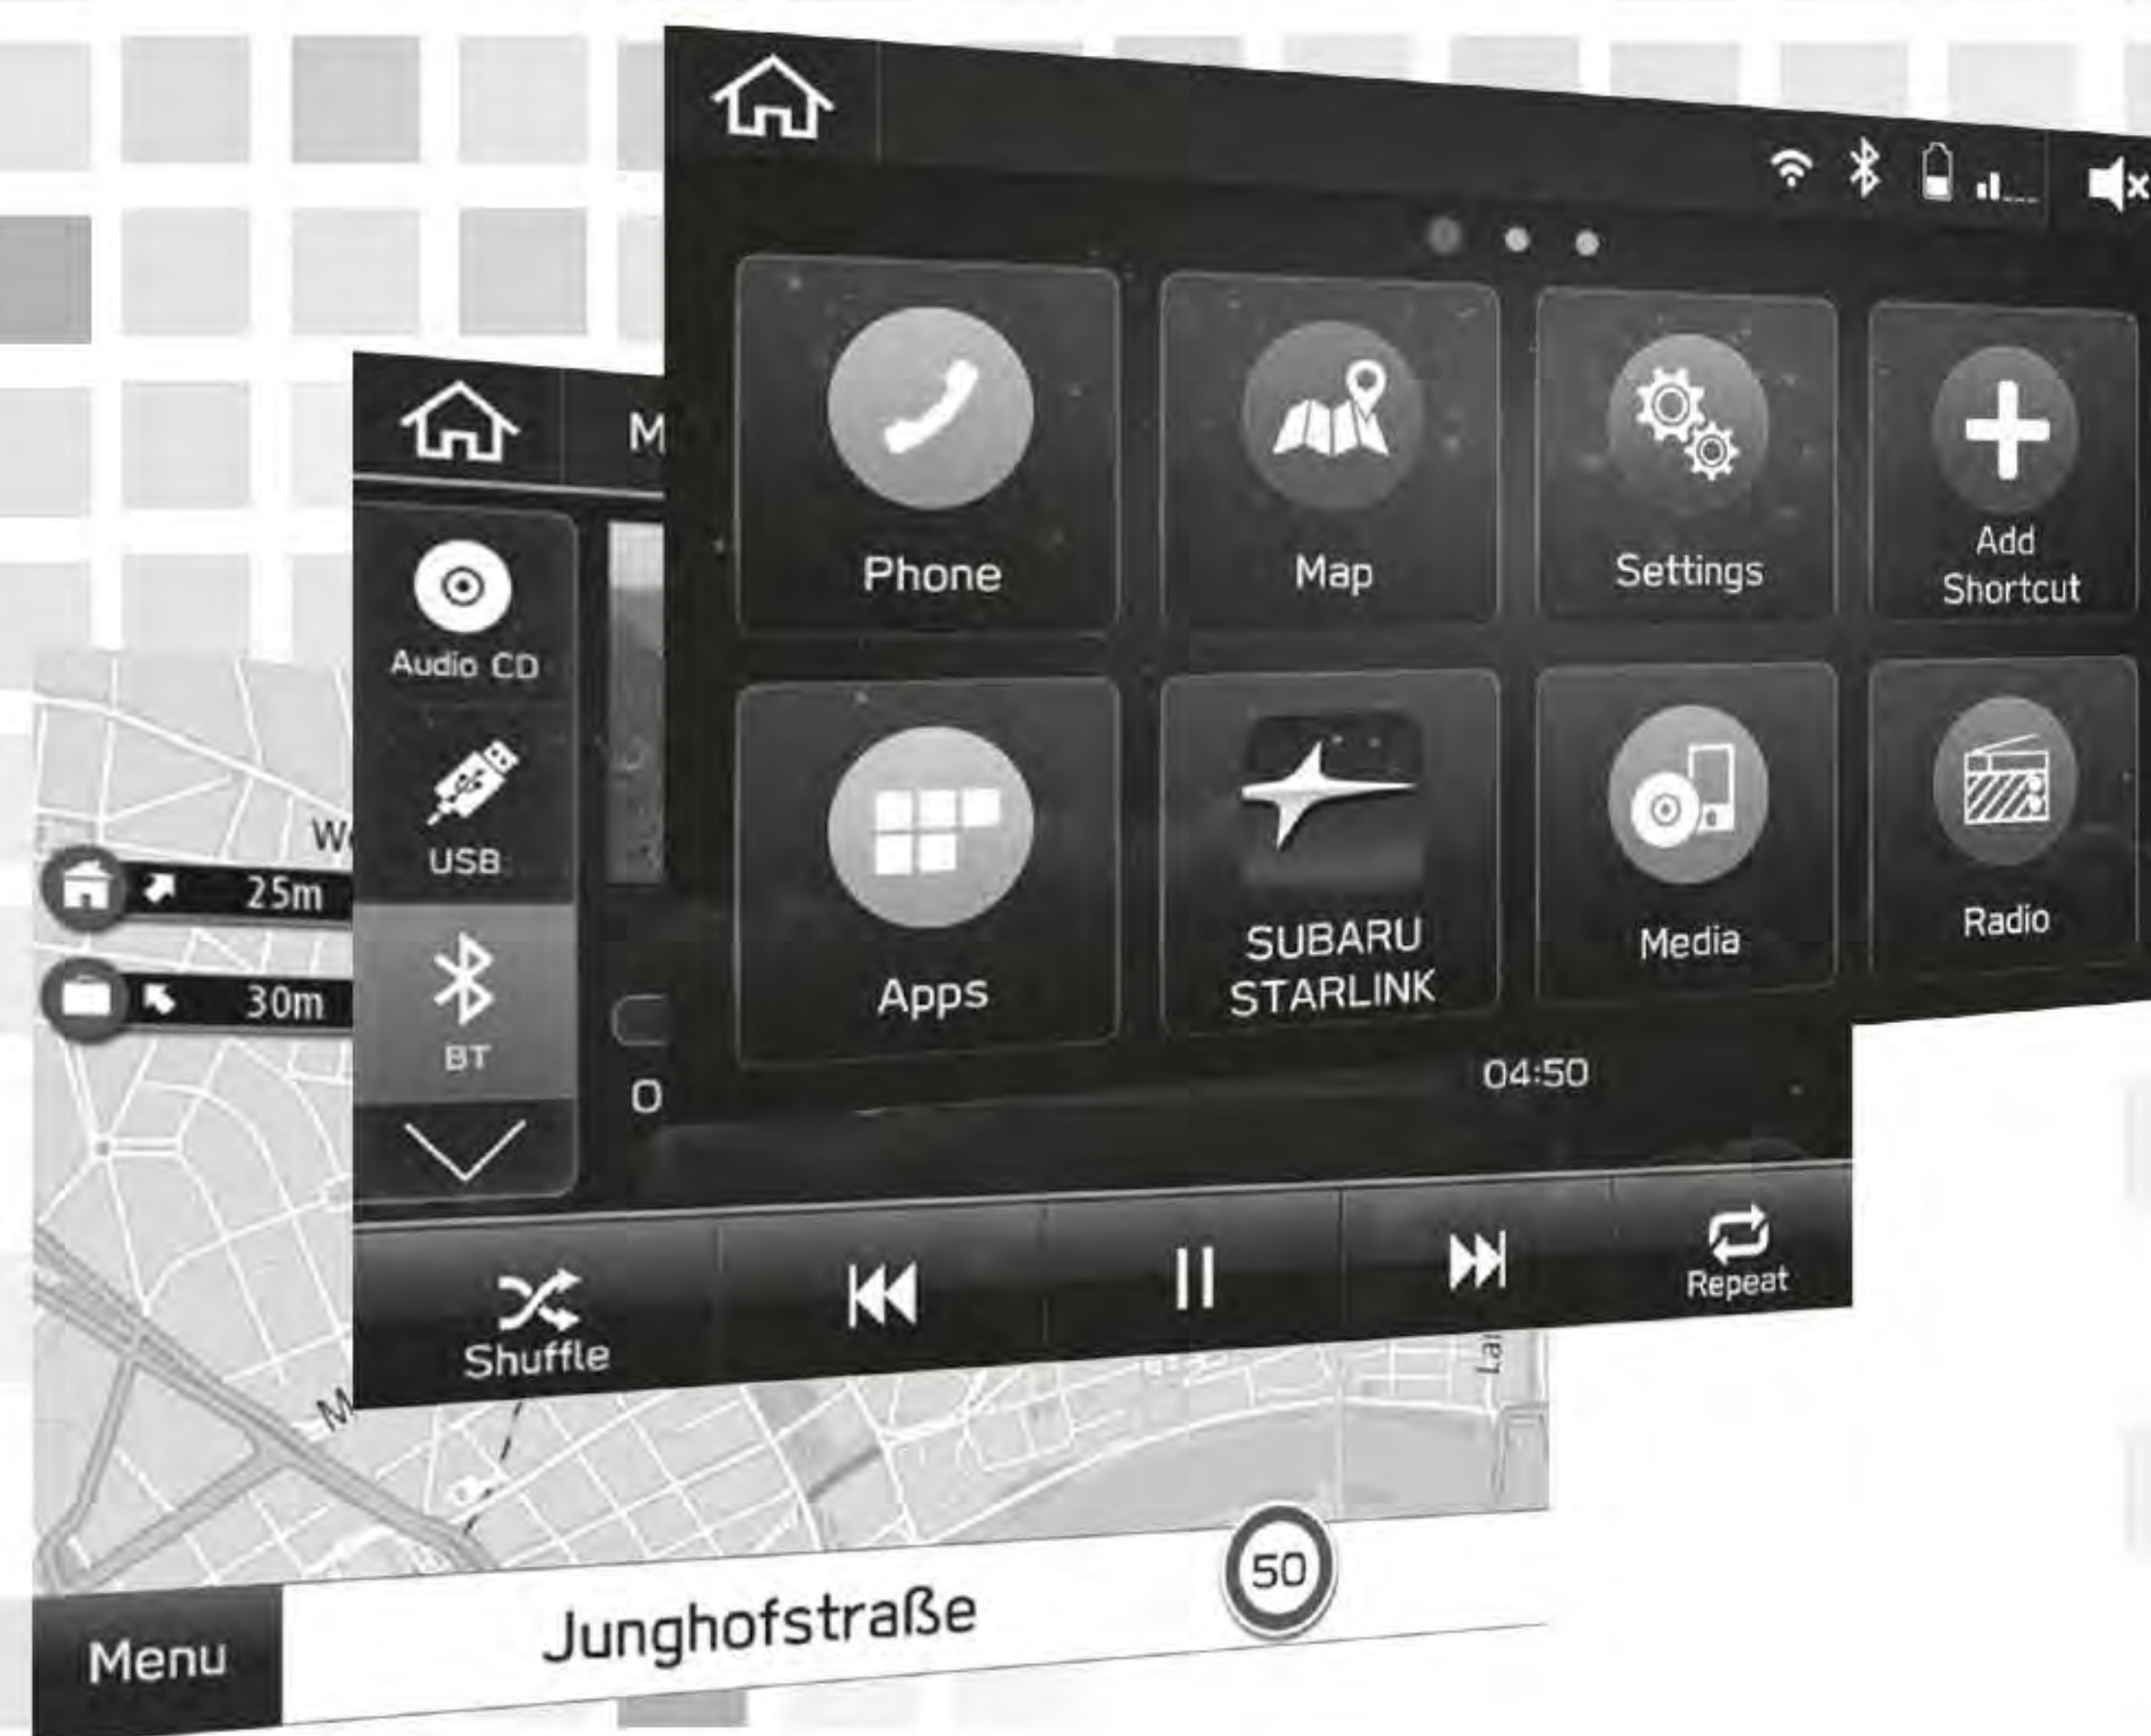 Phone
Map
Settings
Add
Shortcut
Apps
SUBARU
STARLINK
Media
Radio
M
Audio CD
USB
BT
0
04:50
Shuffle
Repeat
25m
30m
Junghofstraße
50
Menu